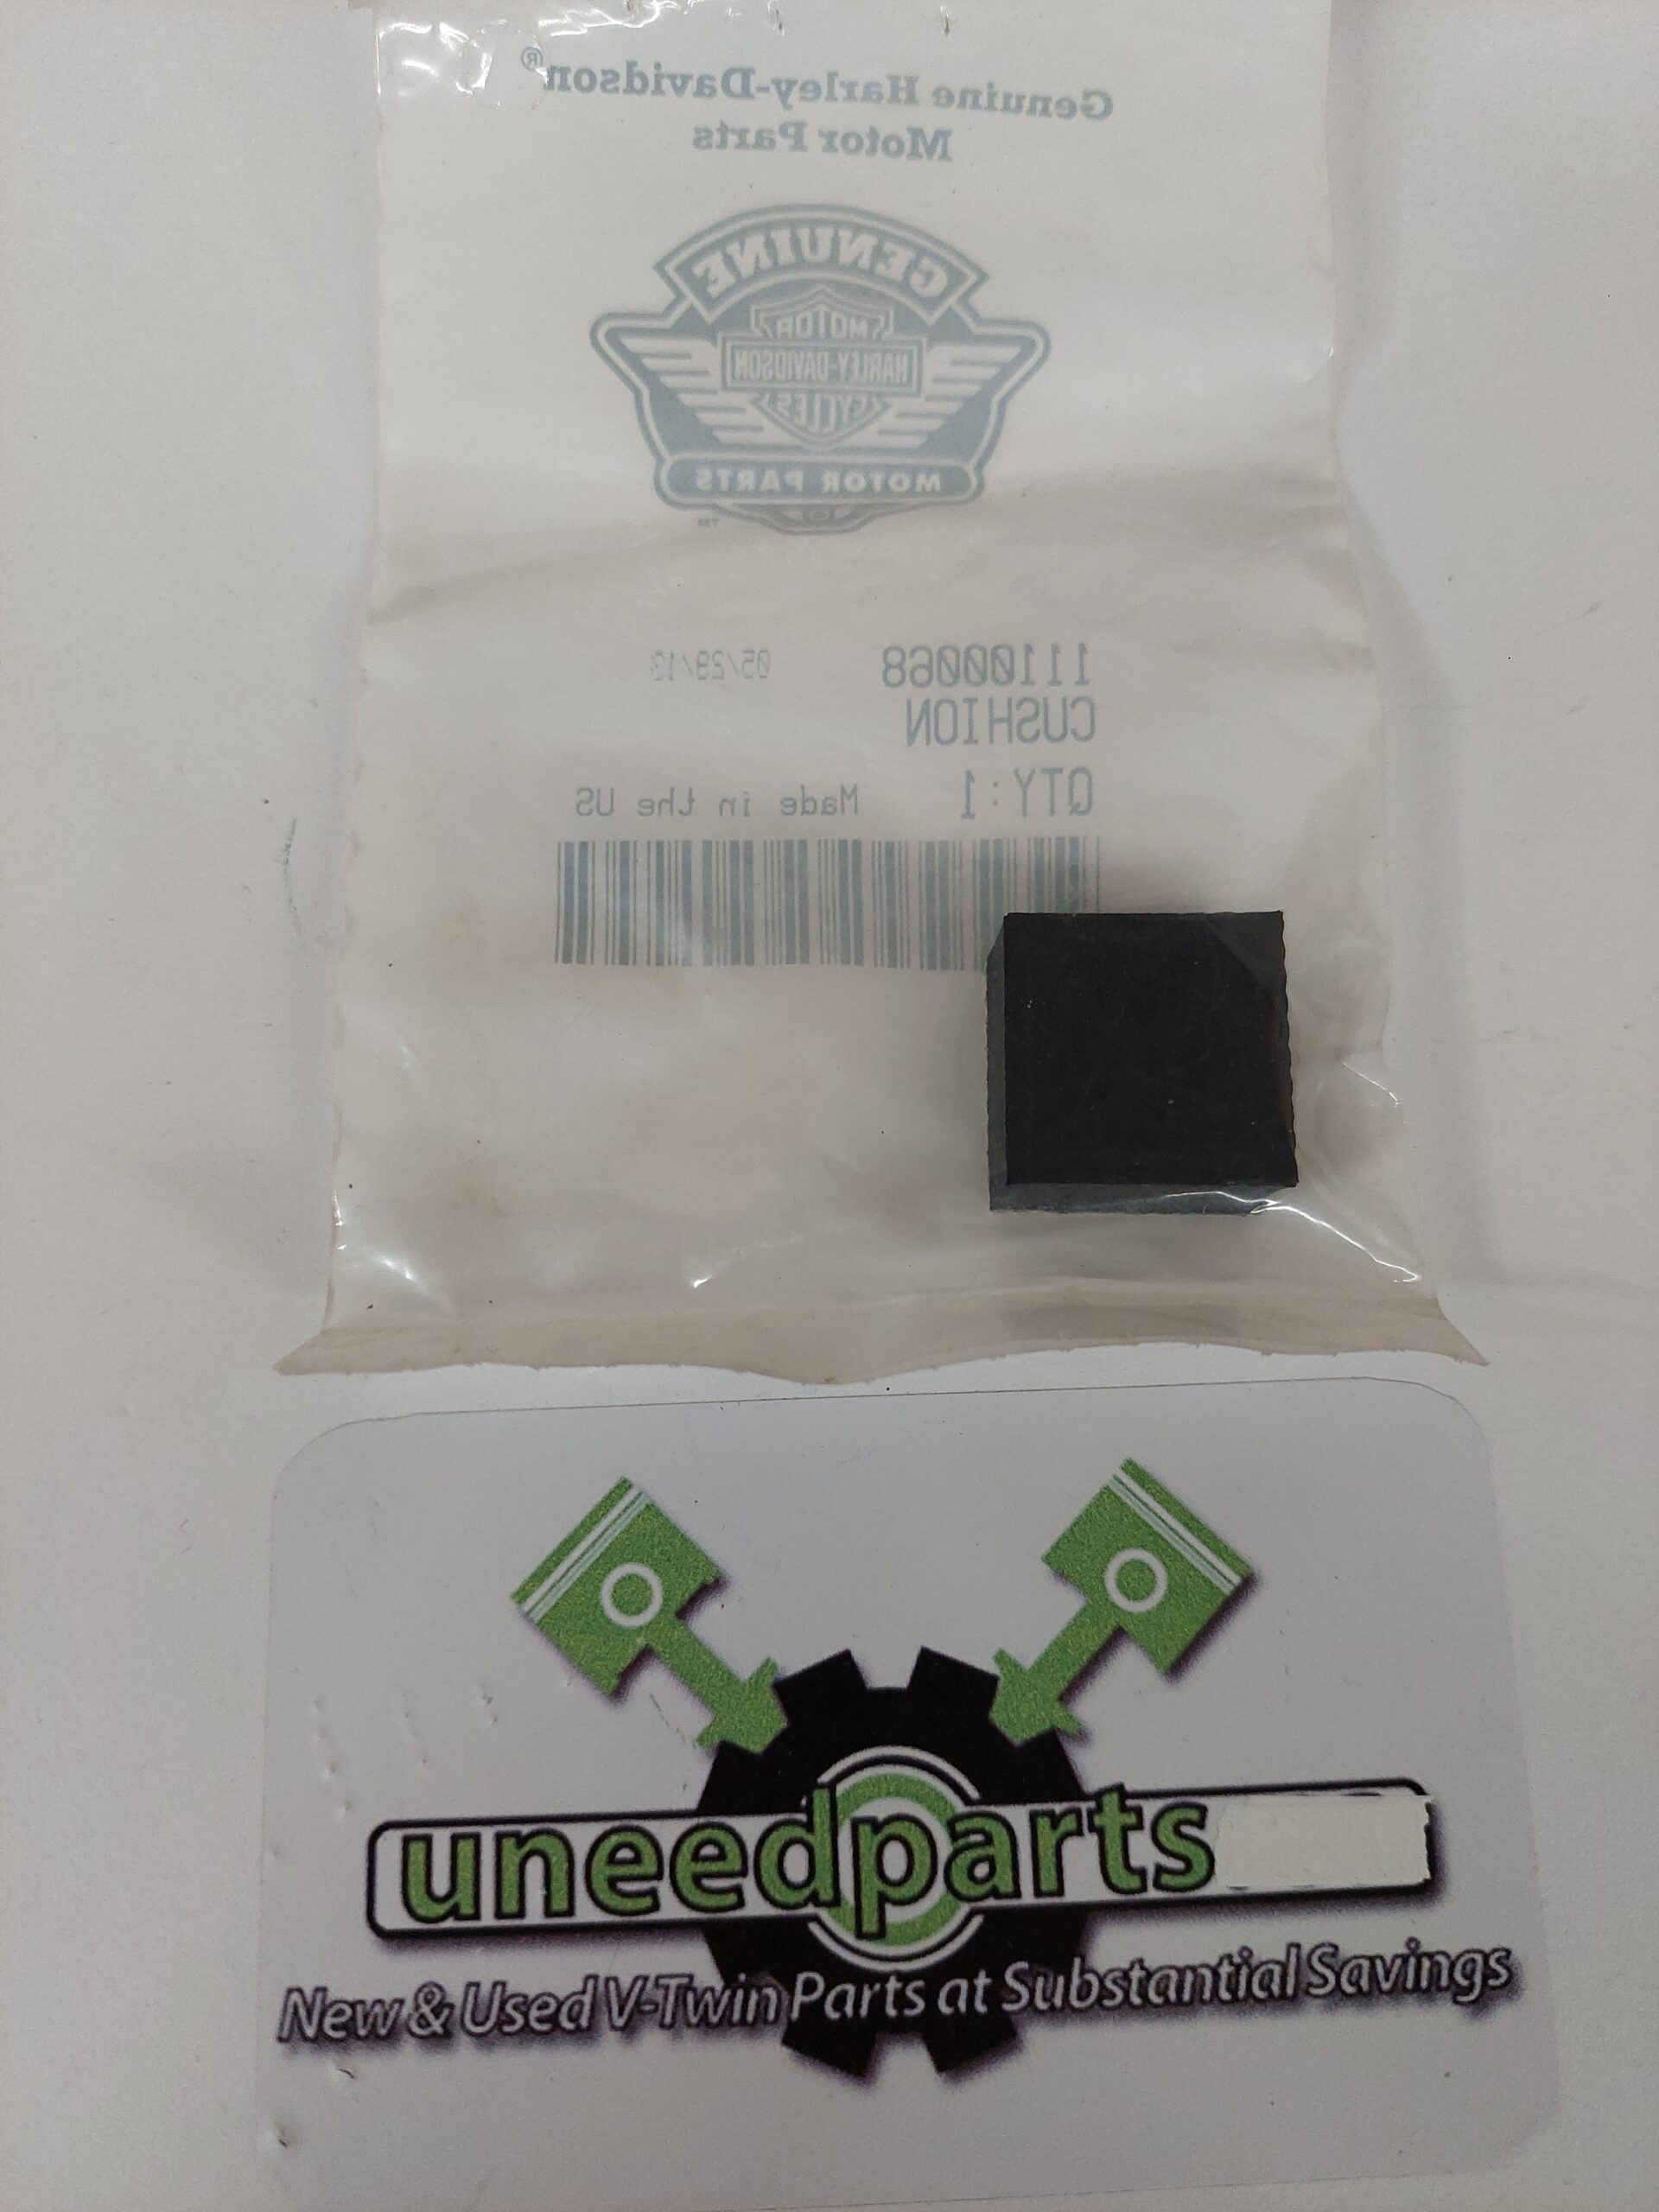 Genuine Harley-Davidson®
Motor Parts
GENUINE
MOTOR
HARLEY-DAVIDSON
CYCLES
MOTOR PARTS
™
11100068 05/29/13
CUSHION
QTY:1 Made in the US
uneedparts
New & Used V-Twin Parts at Substantial Savings